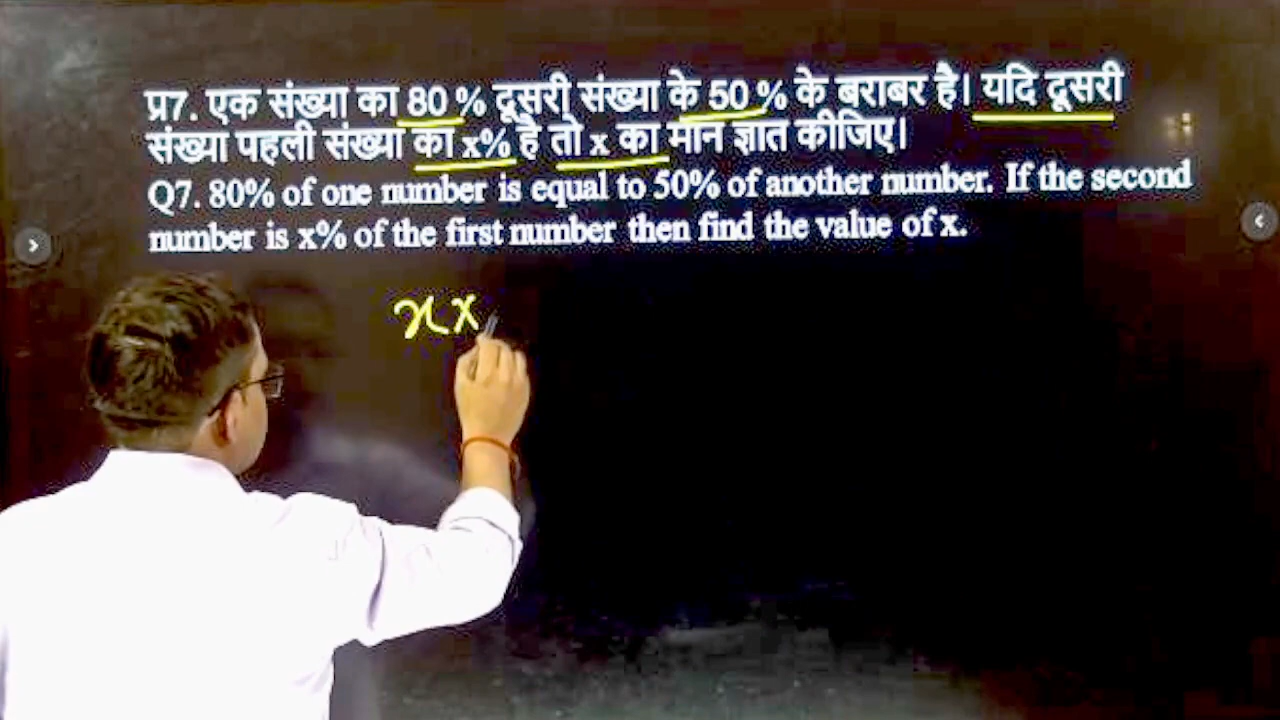 प्र7. एक संख्या का 80 % दूसरी संख्या के 50 % के बराबर है। यदि दूसरी
संख्या पहली संख्या का x% है तो x का मान ज्ञात कीजिए।
Q7. 80% of one number is equal to 50% of another number. If the second
number is x% of the first number then find the value of x.
x x